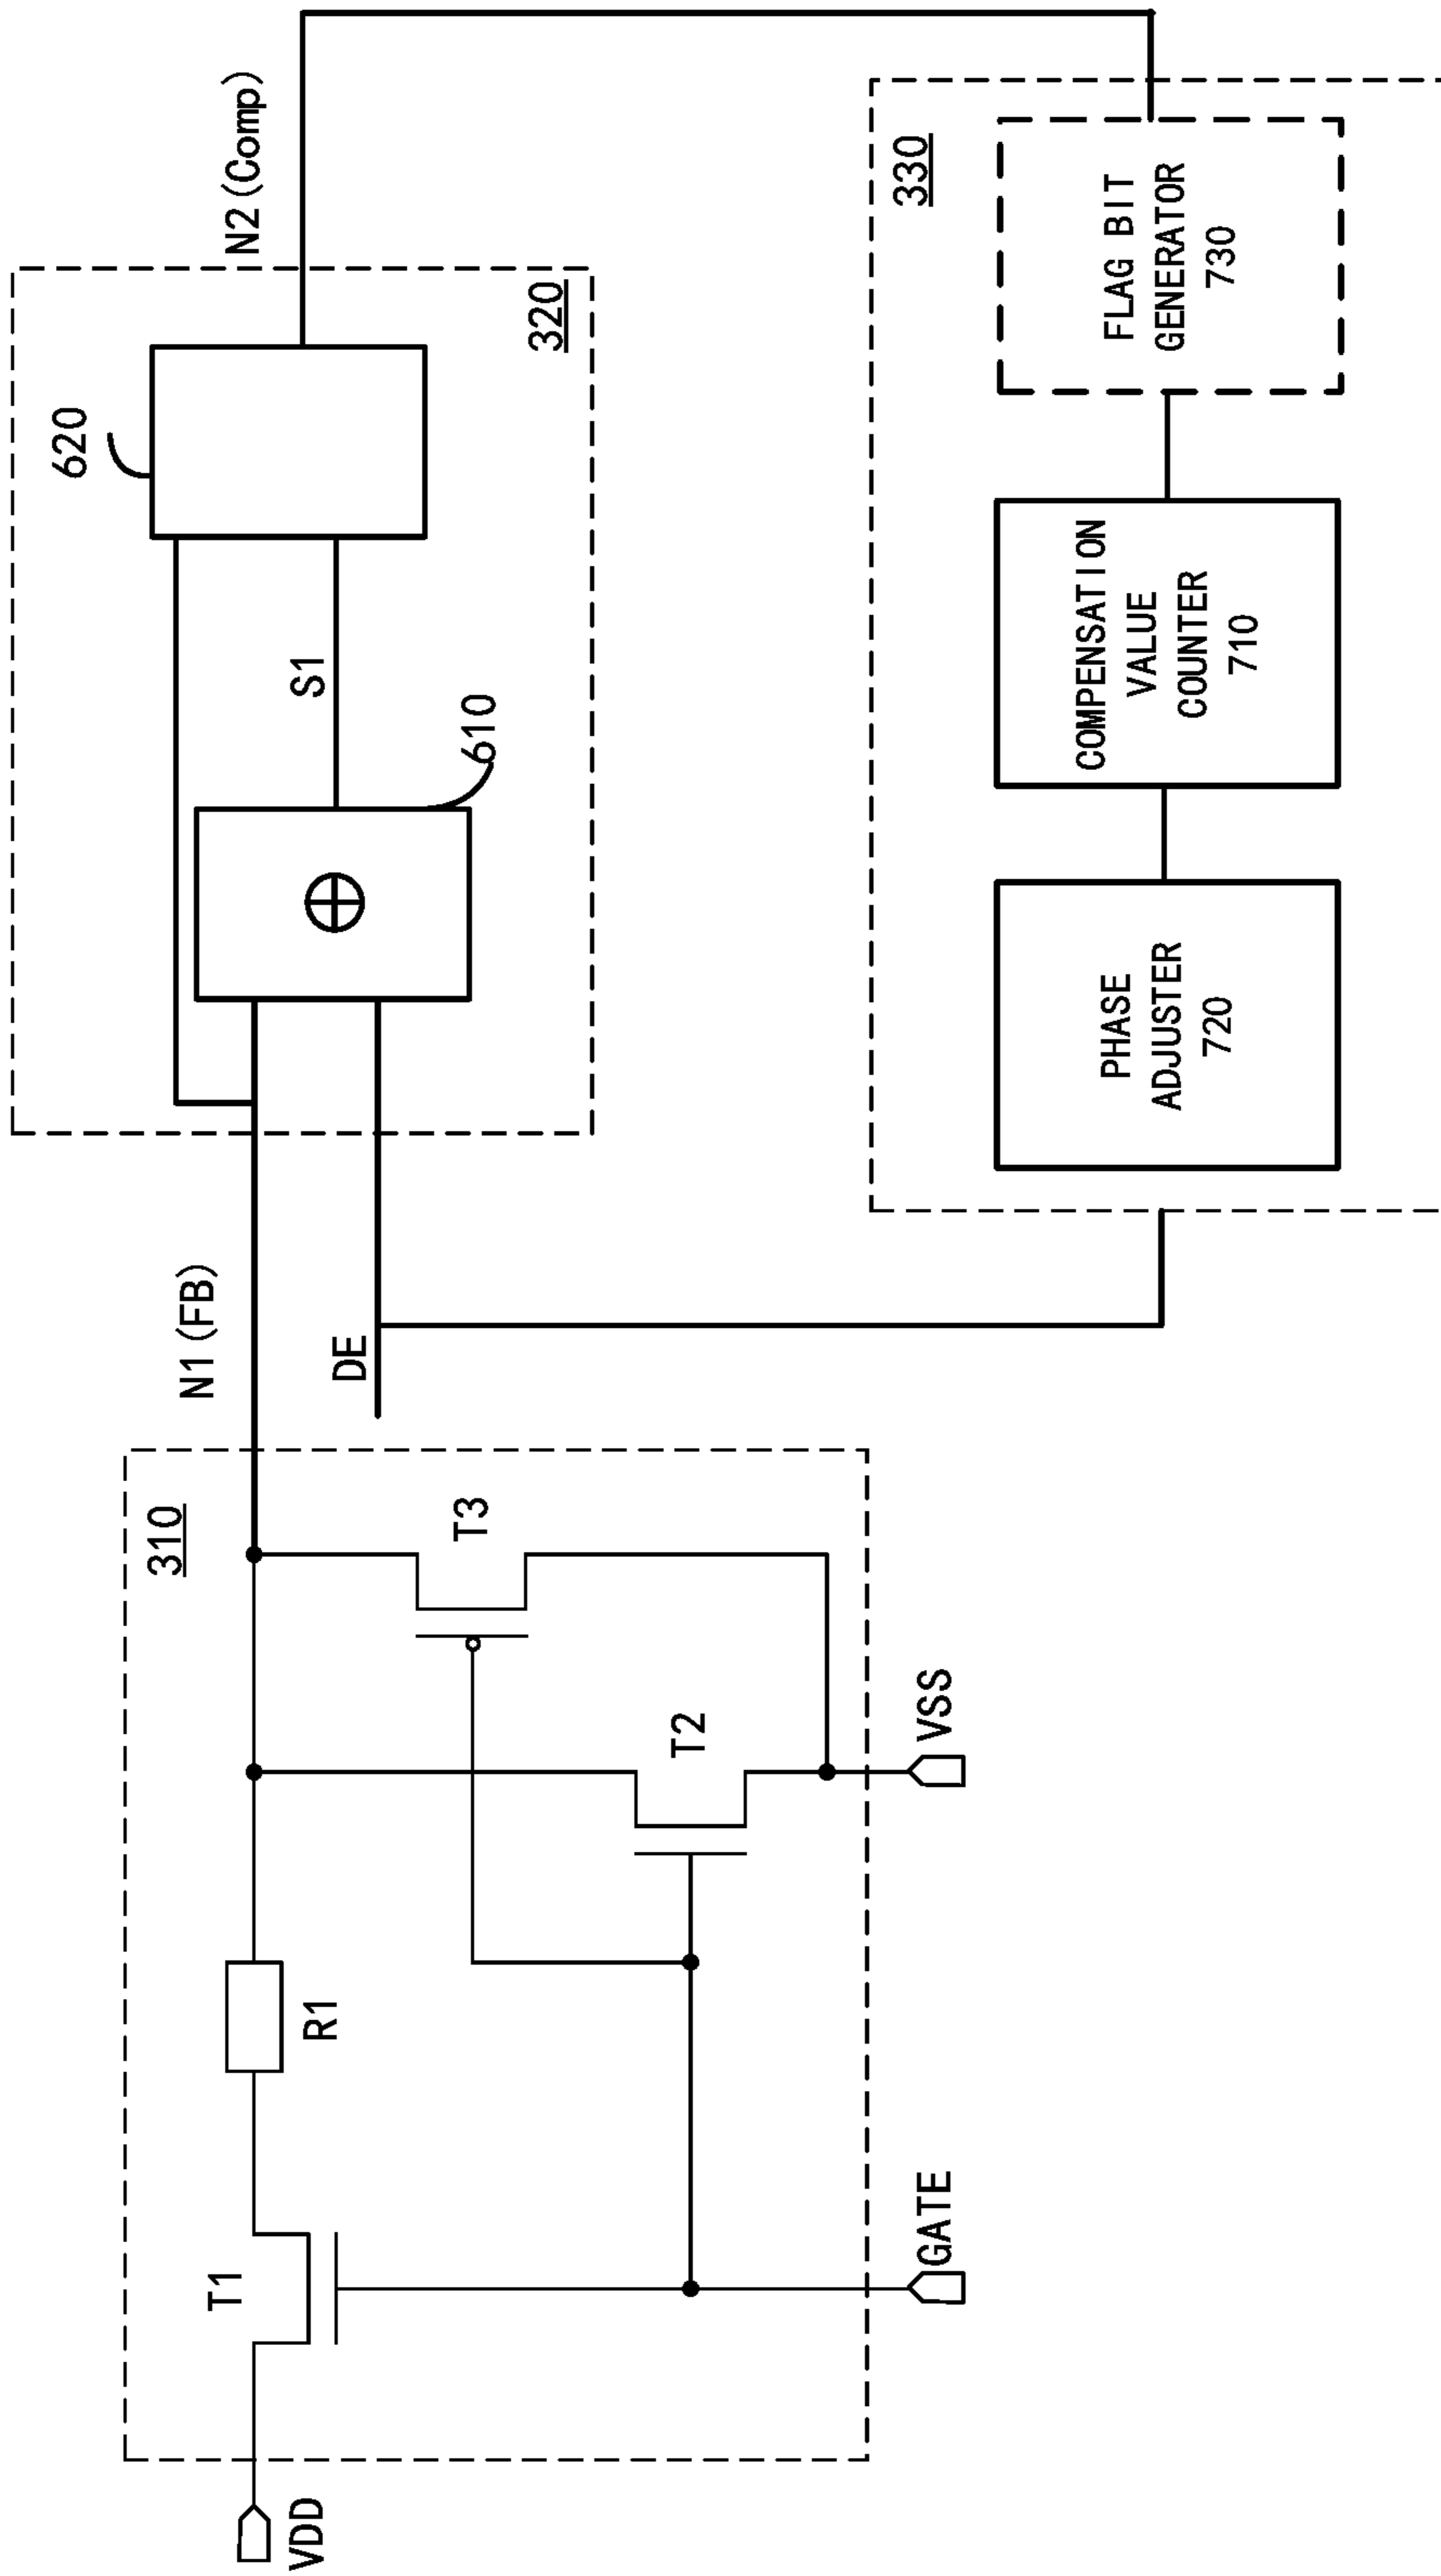 VDD
T1
R1
310
T2
T3
GATE
VSS
N1(FB)
DE
610
S1
620
320
N2(Comp)
330
PHASE
ADJUSTER
720
COMPENSATION
VALUE
COUNTER
710
FLAG BIT
GENERATOR
730